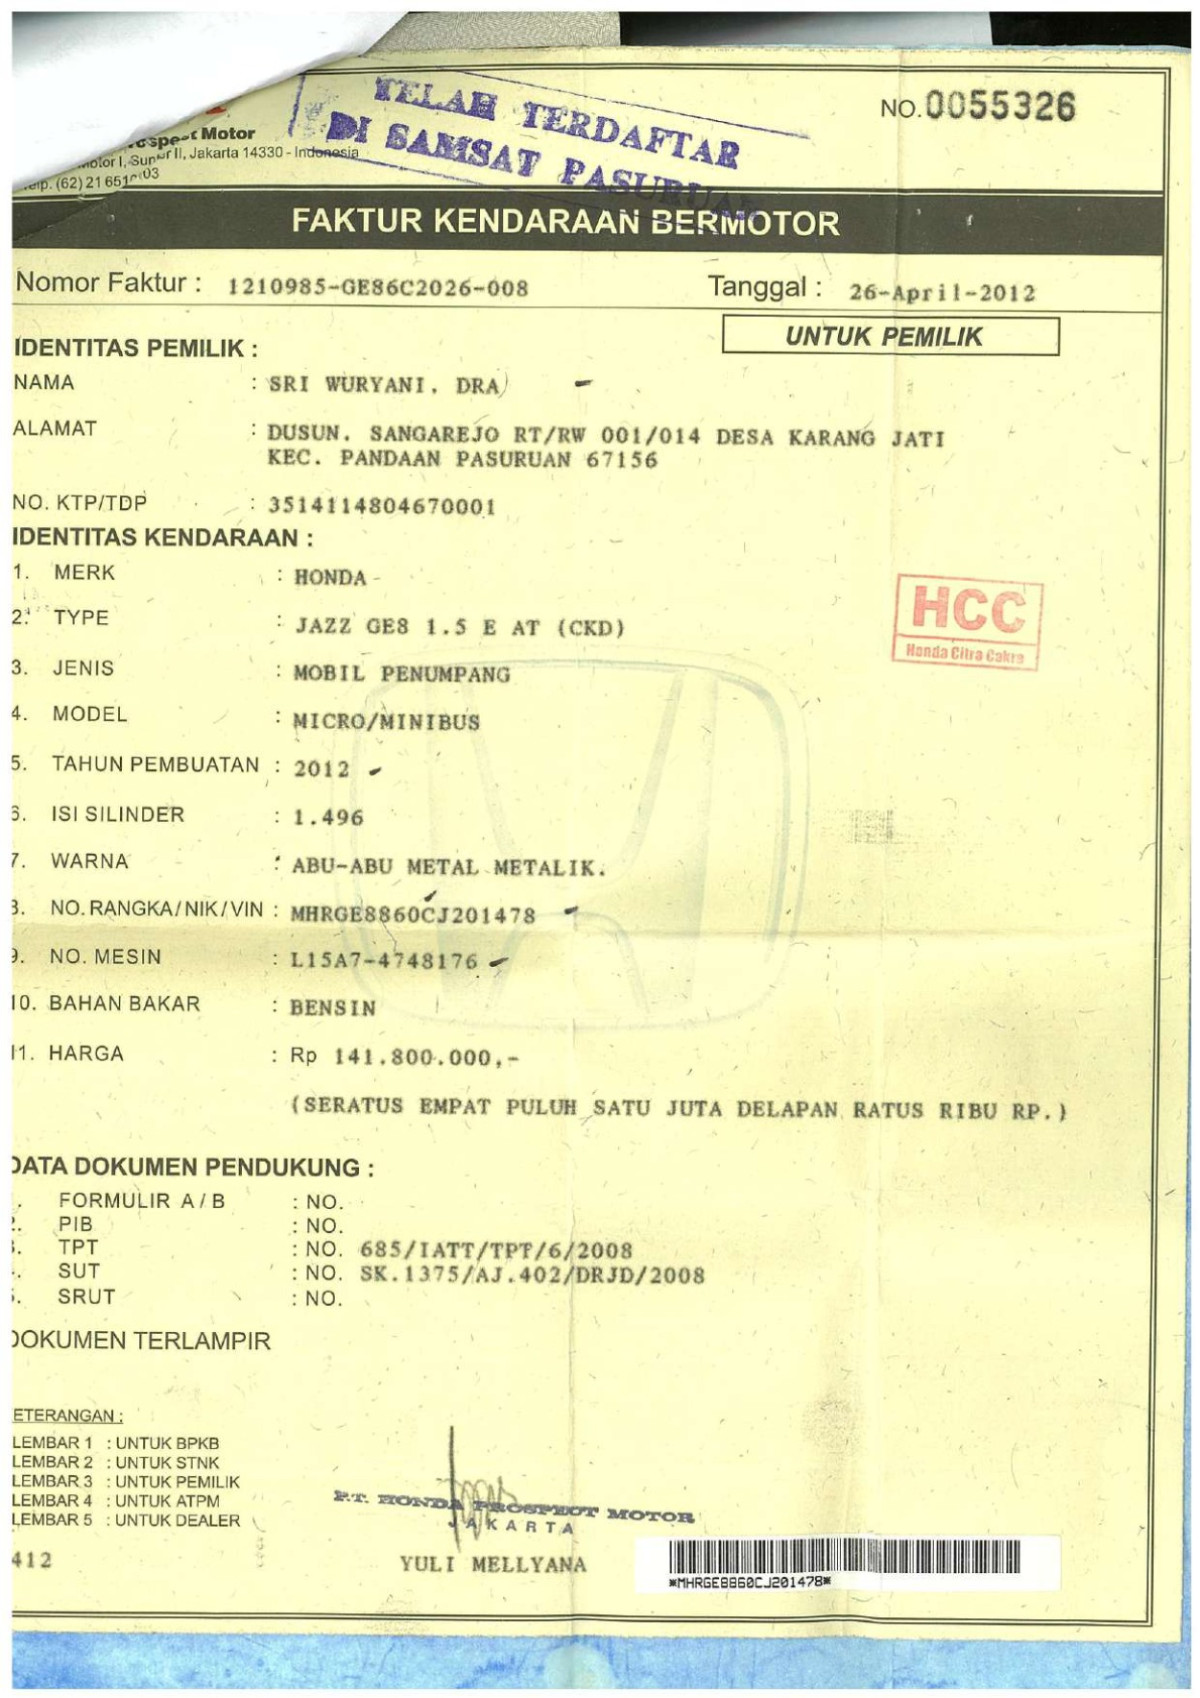 TELAH TERDAFTAR
DI SAMSAT PASURUAN
NO.0055326
Motor
Jakarta 14330 - Indonesia
(62) 21
FAKTUR KENDARAAN BERMOTOR
Nomor Faktur : 1210985-GE86C2026-008 Tanggal : 26-April-2012
UNTUK PEMILIK
IDENTITAS PEMILIK :
NAMA : SRI WURYANI. DRA
ALAMAT : DUSUN. SANGAREJO RT/RW 001/014 DESA KARANG JATI
KEC. PANDAAN PASURUAN 67156
NO. KTP/TDP : 3514114804670001
IDENTITAS KENDARAAN :
1. MERK : HONDA
2. TYPE : JAZZ GE8 1.5 E AT (CKD)
3. JENIS : MOBIL PENUMPANG
4. MODEL : MICRO/MINIBUS
5. TAHUN PEMBUATAN : 2012
6. ISI SILINDER : 1.496
7. WARNA : ABU-ABU METAL METALIK.
8. NO. RANGKA/NIK/VIN : MHRGE8860CJ201478
9. NO. MESIN : L15A7-4748176
10. BAHAN BAKAR : BENSIN
11. HARGA : Rp 141.800.000,-
(SERATUS EMPAT PULUH SATU JUTA DELAPAN RATUS RIBU RP.)
HCC
Honda Citra Cakra
DATA DOKUMEN PENDUKUNG :
FORMULIR A / B : NO.
PIB : NO.
TPT : NO. 685/IATT/TPT/6/2008
SUT : NO. SK.1375/AJ.402/DRJD/2008
SRUT : NO.
DOKUMEN TERLAMPIR
ETERANGAN :
LEMBAR 1 : UNTUK BPKB
LEMBAR 2 : UNTUK STNK
LEMBAR 3 : UNTUK PEMILIK
LEMBAR 4 : UNTUK ATPM
LEMBAR 5 : UNTUK DEALER
412
P.T. HONDA PROSPECT MOTOR
JAKARTA
YULI MELLYANA
*MHRGE8860CJ201478*